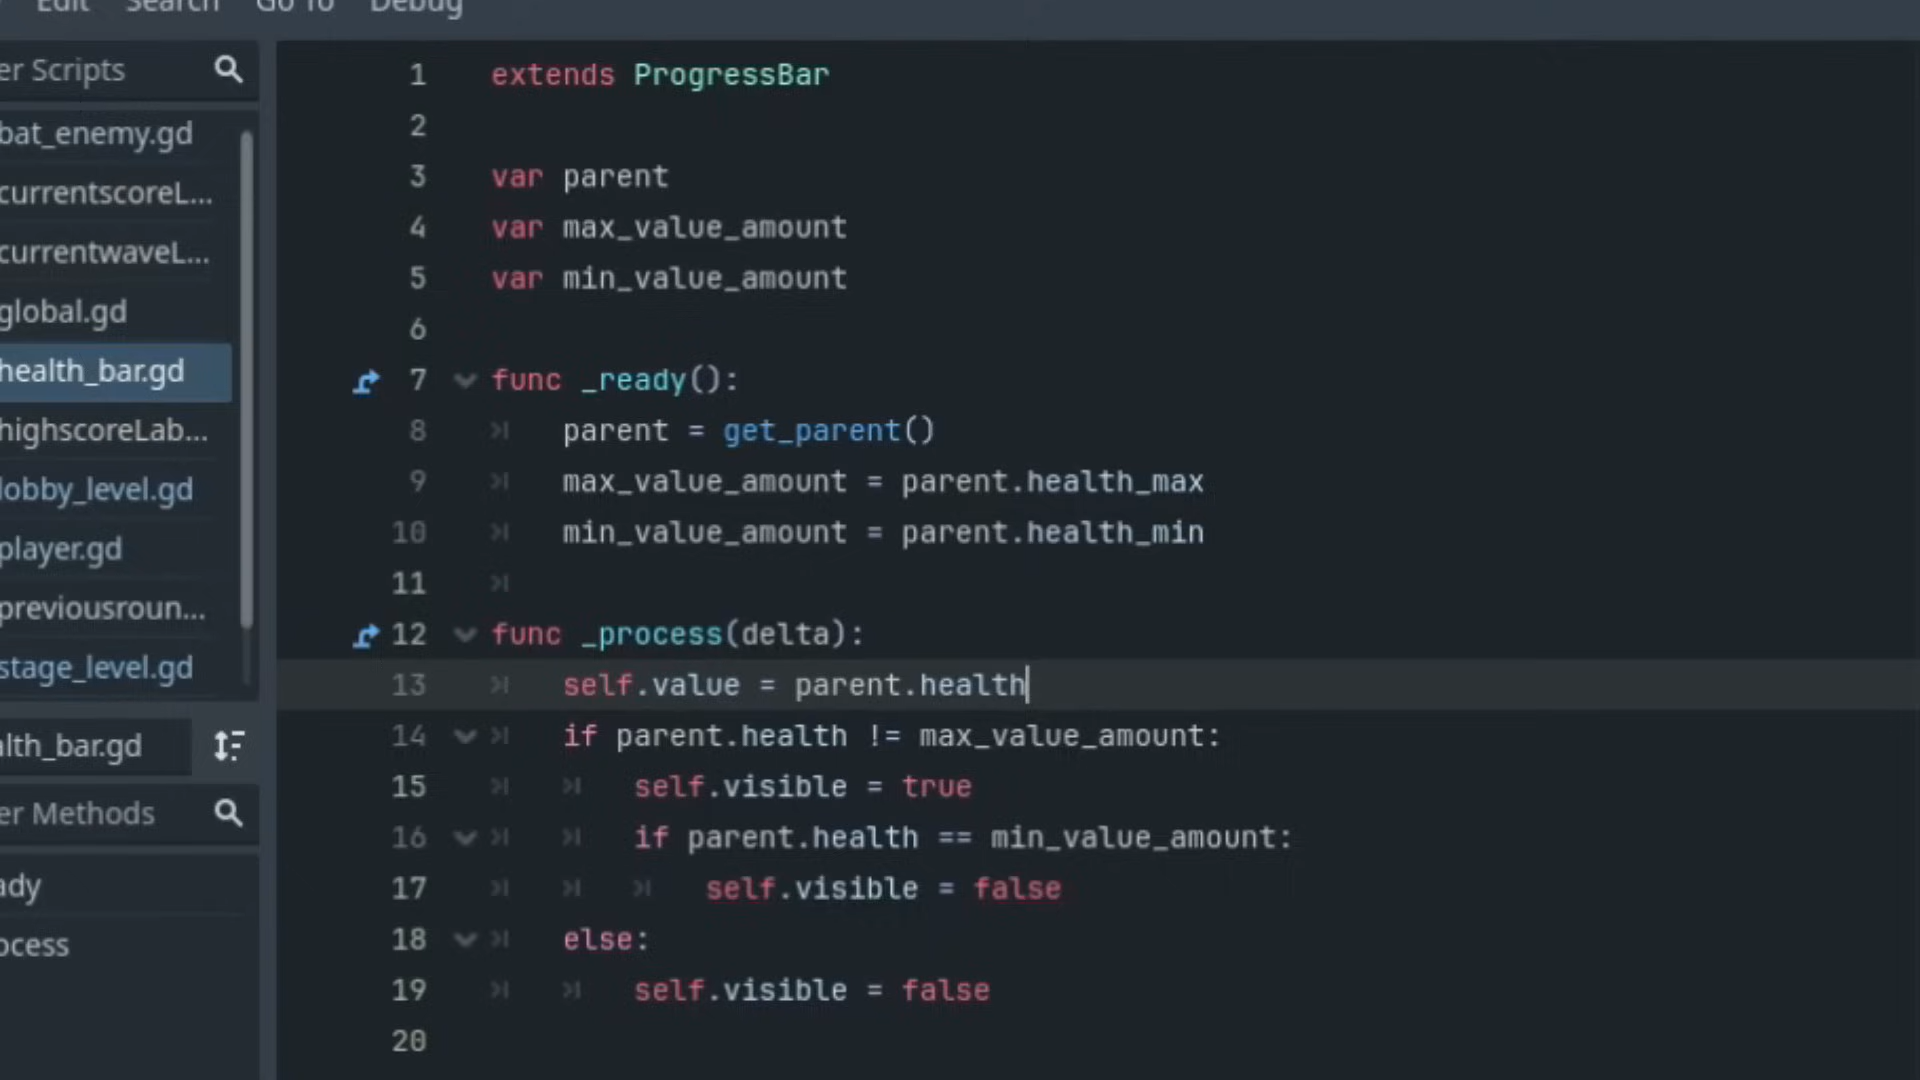 Edit Search Go To Debug
er Scripts
bat_enemy.gd
currentscoreL...
currentwaveL...
global.gd
health_bar.gd
highscoreLab...
lobby_level.gd
player.gd
previousroun...
stage_level.gd
alth_bar.gd
er Methods
ady
ocess
1 extends ProgressBar
2
3 var parent
4 var max_value_amount
5 var min_value_amount
6
7 func _ready():
8 parent = get_parent()
9 max_value_amount = parent.health_max
10 min_value_amount = parent.health_min
11
12 func _process(delta):
13 self.value = parent.health
14 if parent.health != max_value_amount:
15 self.visible = true
16 if parent.health == min_value_amount:
17 self.visible = false
18 else:
19 self.visible = false
20